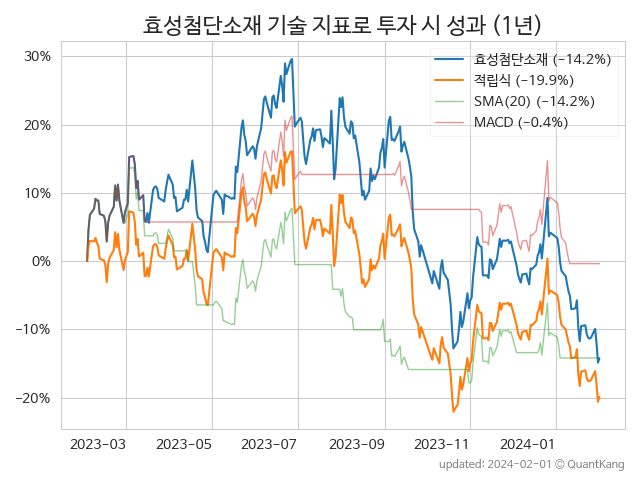 효성첨단소재 기술 지표로 투자 시 성과 (1년)
효성첨단소재 (−14.2%)
적립식 (−19.9%)
SMA(20) (−14.2%)
MACD (−0.4%)
30%
20%
10%
0%
−10%
−20%
2023-03 2023-05 2023-07 2023-09 2023-11 2024-01
updated: 2024-02-01 © QuantKang